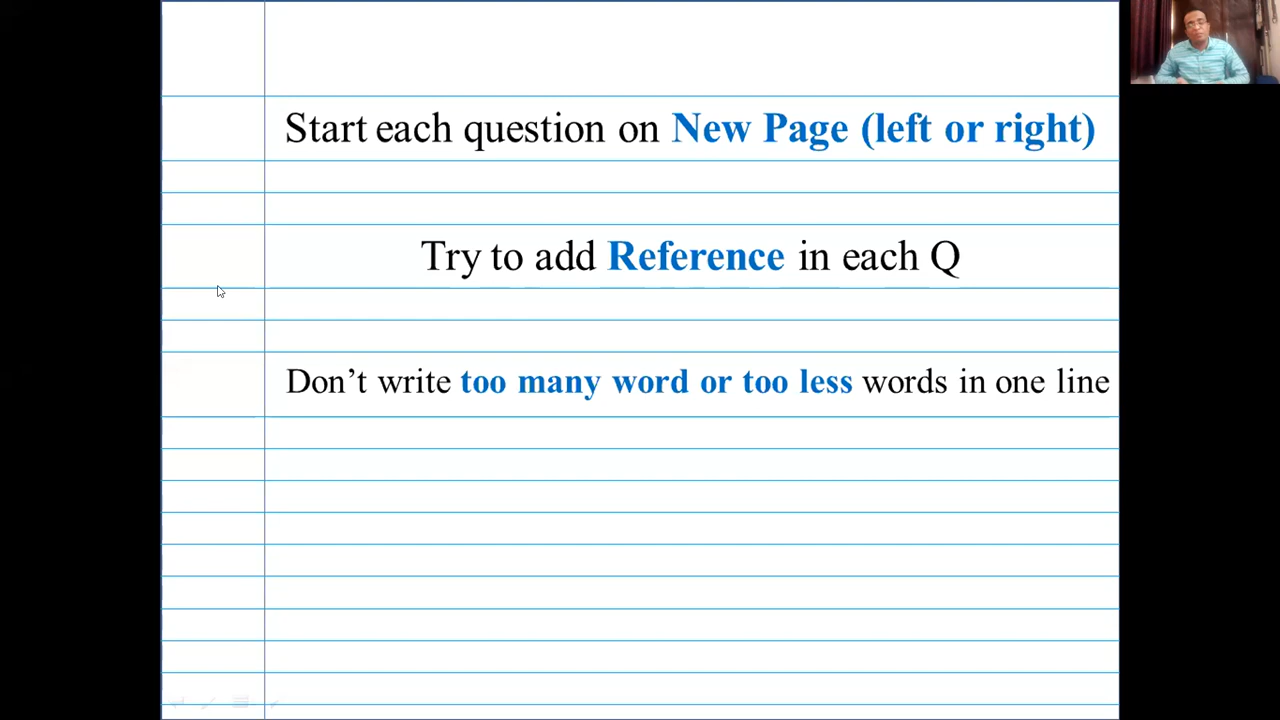 Start each question on New Page (left or right)
Try to add Reference in each Q
Don’t write too many word or too less words in one line